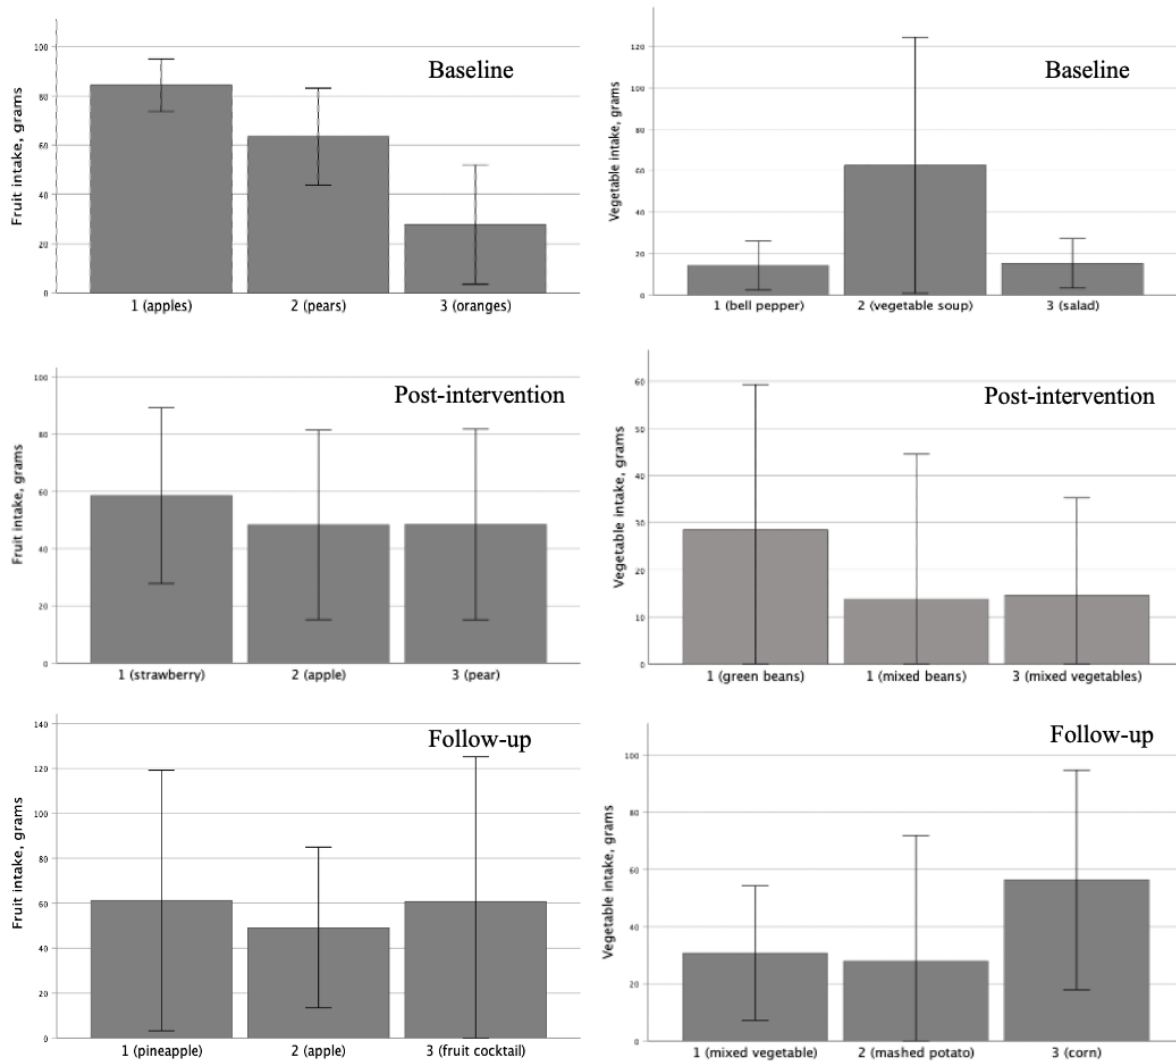 Baseline
Fruit intake, grams
100
80
60
40
20
0
1 (apples) 2 (pears) 3 (oranges)
Baseline
Vegetable intake, grams
120
100
80
60
40
20
0
1 (bell pepper) 2 (vegetable soup) 3 (salad)
Post-intervention
Fruit intake, grams
100
80
60
40
20
0
1 (strawberry) 2 (apple) 3 (pear)
Post-intervention
Vegetable intake, grams
60
50
40
30
20
10
0
1 (green beans) 1 (mixed beans) 3 (mixed vegetables)
Follow-up
Fruit intake, grams
140
120
100
80
60
40
20
0
1 (pineapple) 2 (apple) 3 (fruit cocktail)
Follow-up
Vegetable intake, grams
100
80
60
40
20
0
1 (mixed vegetable) 2 (mashed potato) 3 (corn)